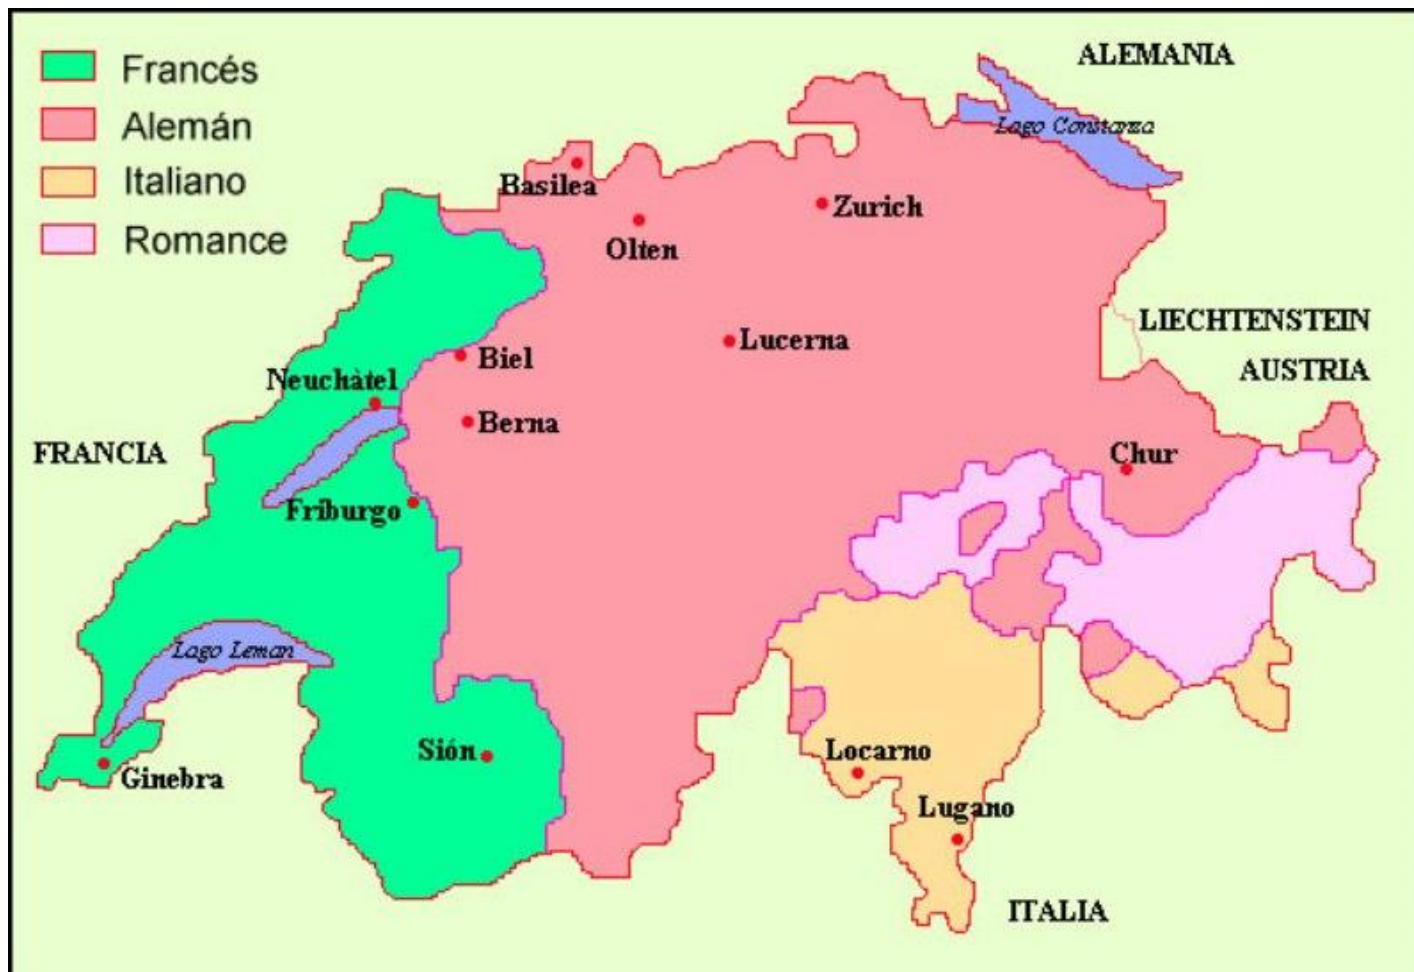 Francés
Alemán
Italiano
Romance
ALEMANIA
Lago Constanza
Basilea
Zurich
Olten
LIECHTENSTEIN
Lucerna
Biel
AUSTRIA
Neuchàtel
Berna
FRANCIA
Chur
Friburgo
Lago Leman
Sión
Locarno
Ginebra
Lugano
ITALIA